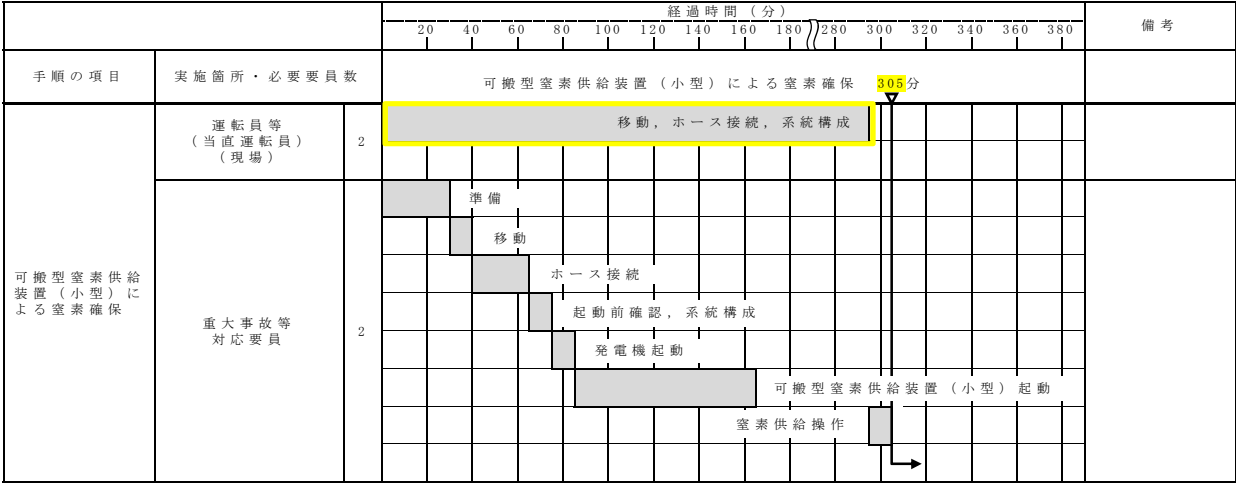 経過時間(分)
20 40 60 80 100 120 140 160 180 280 300 320 340 360 380
備考
手順の項目
実施箇所・必要要員数
可搬型窒素供給装置(小型)による窒素確保 305分
運転員等
(当直運転員)
(現場)
2
移動,ホース接続,系統構成
可搬型窒素供給
装置(小型)に
よる窒素確保
重大事故等
対応要員
2
準備
移動
ホース接続
起動前確認,系統構成
発電機起動
可搬型窒素供給装置(小型)起動
窒素供給操作